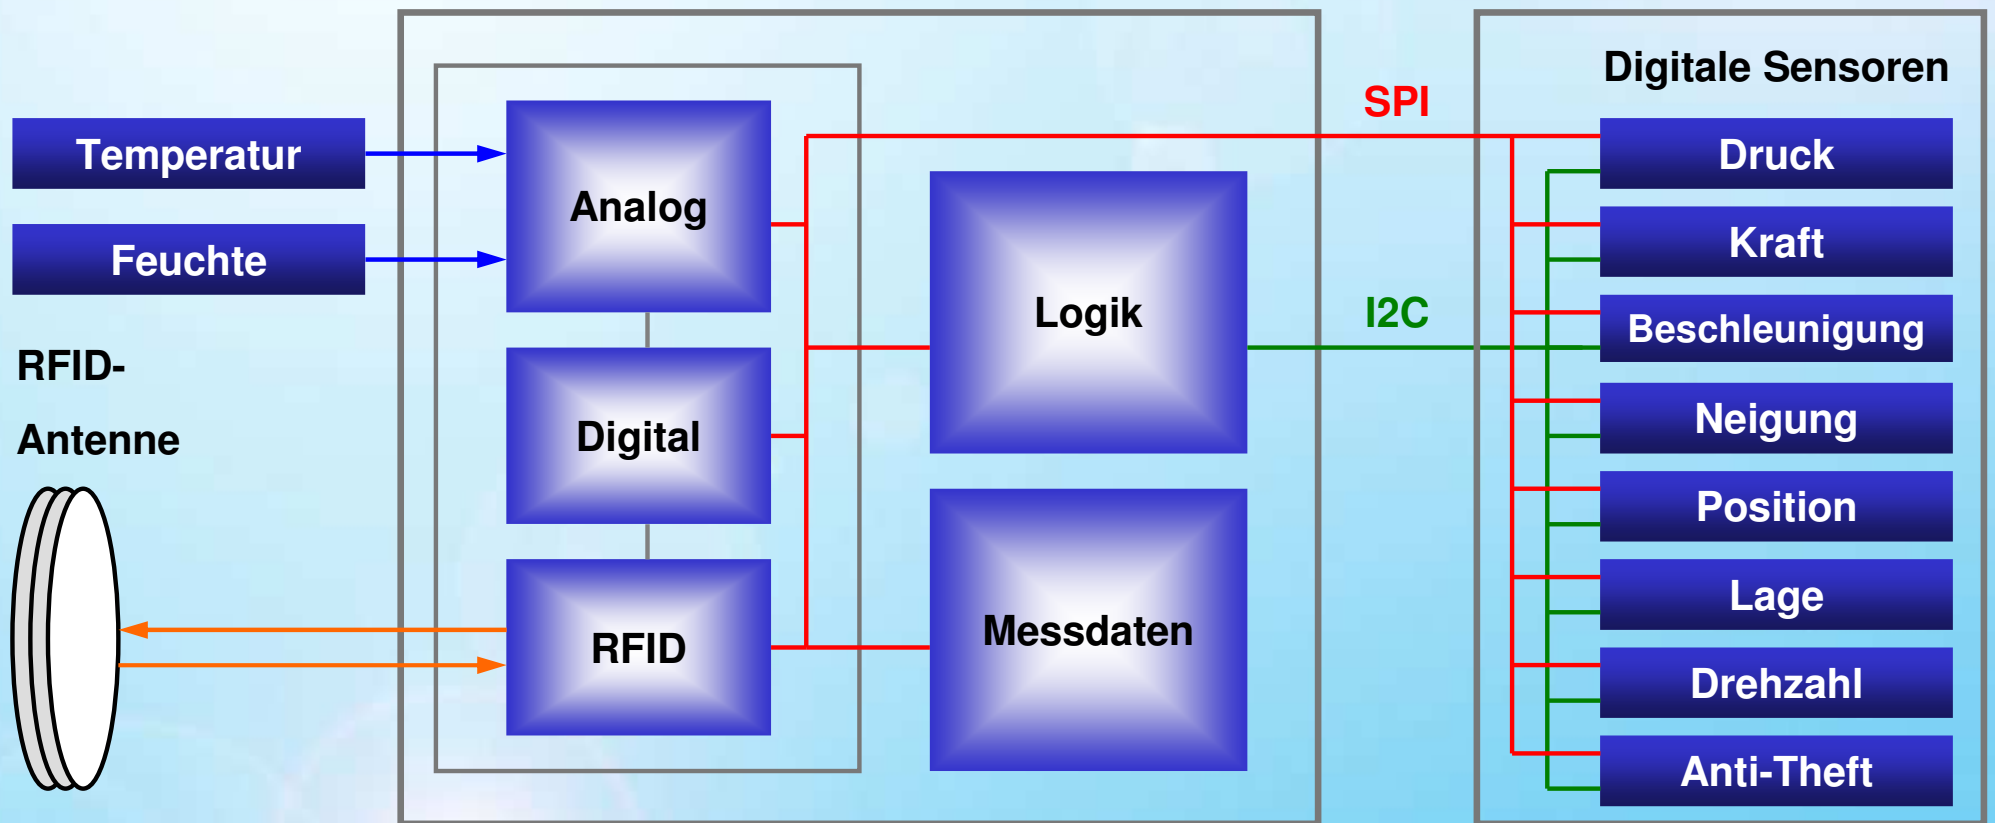 Temperatur
Feuchte
RFID-
Antenne
Analog
Digital
RFID
Logik
Messdaten
SPI
I2C
Digitale Sensoren
Druck
Kraft
Beschleunigung
Neigung
Position
Lage
Drehzahl
Anti-Theft